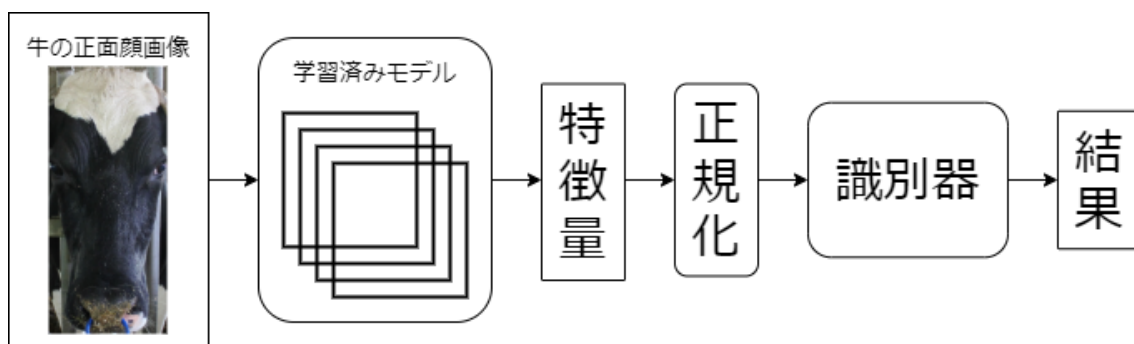 牛の正面顔画像
学習済みモデル
特徴量
正規化
識別器
結果